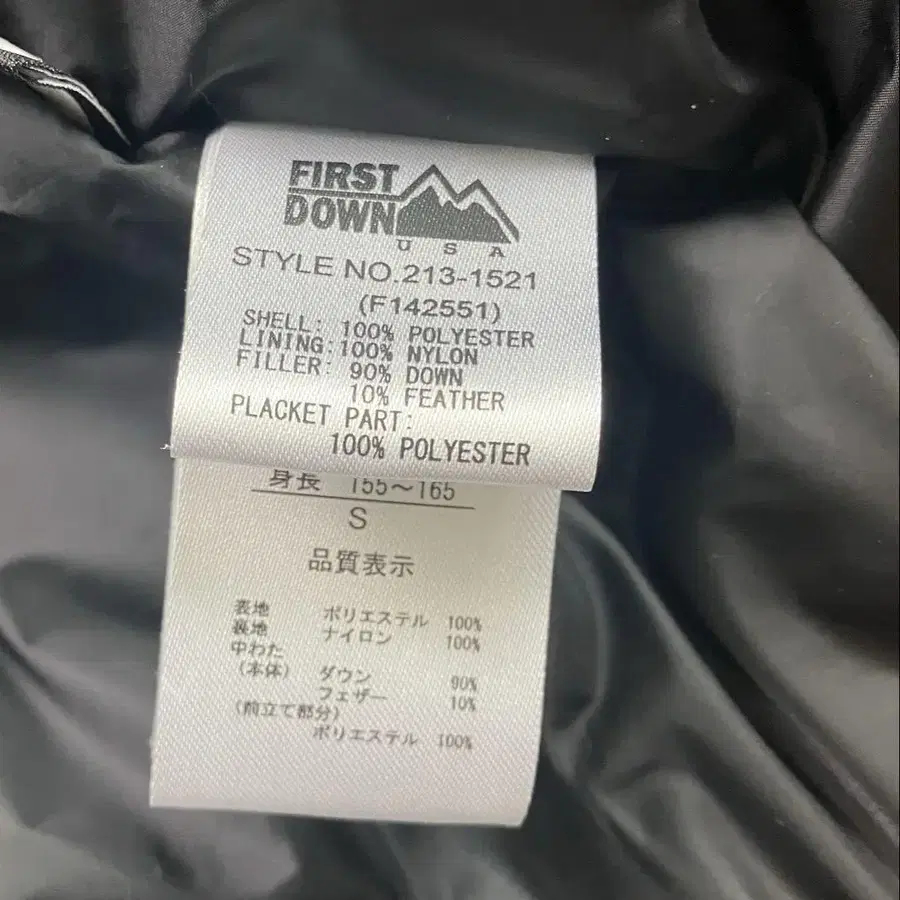 FIRST
DOWN
USA
STYLE NO.213-1521
(F142551)
SHELL: 100% POLYESTER
LINING:100% NYLON
FILLER: 90% DOWN
10% FEATHER
PLACKET PART:
100% POLYESTER
身長 155～165
S
品質表示
表地 ポリエステル 100%
裏地 ナイロン 100%
中わた
(本体) ダウン 90%
フェザー 10%
(前立て部分)
ポリエステル 100%